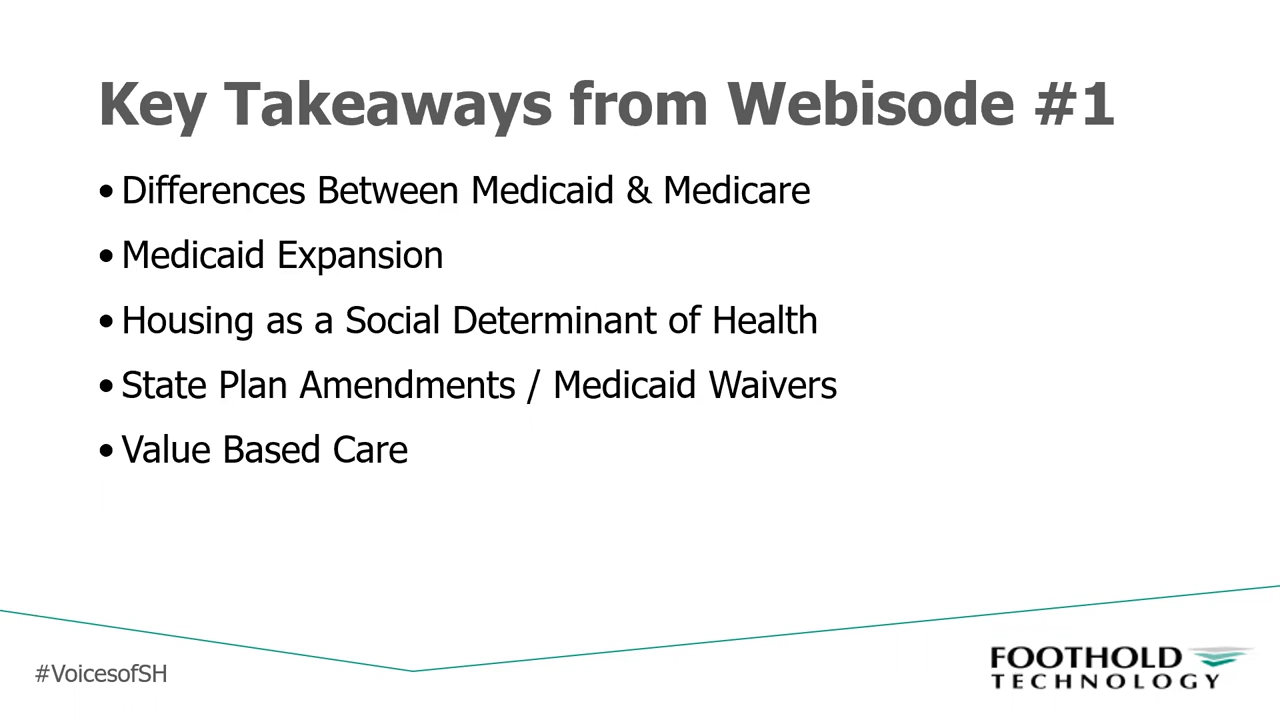 Key Takeaways from Webisode #1
• Differences Between Medicaid & Medicare
• Medicaid Expansion
• Housing as a Social Determinant of Health
• State Plan Amendments / Medicaid Waivers
• Value Based Care
#VoicesofSH
FOOTHOLD
TECHNOLOGY